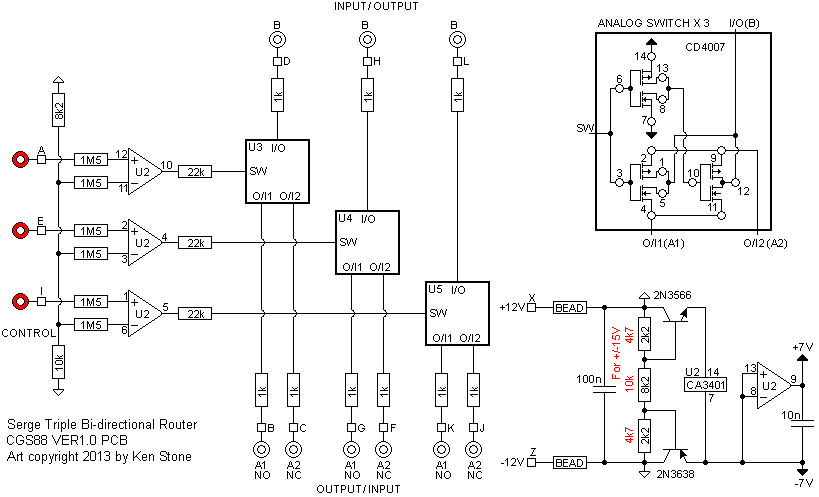 INPUT/OUTPUT
B B B
D H L
1k 1k 1k
8k2
A 1M5 12 + U2 10 22k
1M5 11 −
U3 I/O
SW
O/I1 O/I2
E 1M5 2 + U2 4 22k
1M5 3 −
U4 I/O
SW
O/I1 O/I2
I 1M5 1 + U2 5 22k
1M5 6 −
U5 I/O
SW
O/I1 O/I2
CONTROL
10k
1k 1k 1k 1k 1k 1k
B C G F K J
A1 A2 A1 A2 A1 A2
NO NC NO NC NO NC
OUTPUT/INPUT
Serge Triple Bi-directional Router
CGS88 VER1.0 PCB
Art copyright 2013 by Ken Stone
ANALOG SWITCH X 3 I/O(B)
CD4007
14
13
6
8
7
SW
2 9
3 1 10 12
5
4 11
O/I1(A1) O/I2(A2)
2N3566
+12V X BEAD
4k7 2k2
For +/-15V
100n
10k 8k2
U2 14
CA3401
7
4k7 2k2
-12V Z BEAD
2N3638
13 + U2 9
8 −
+7V
10n
-7V